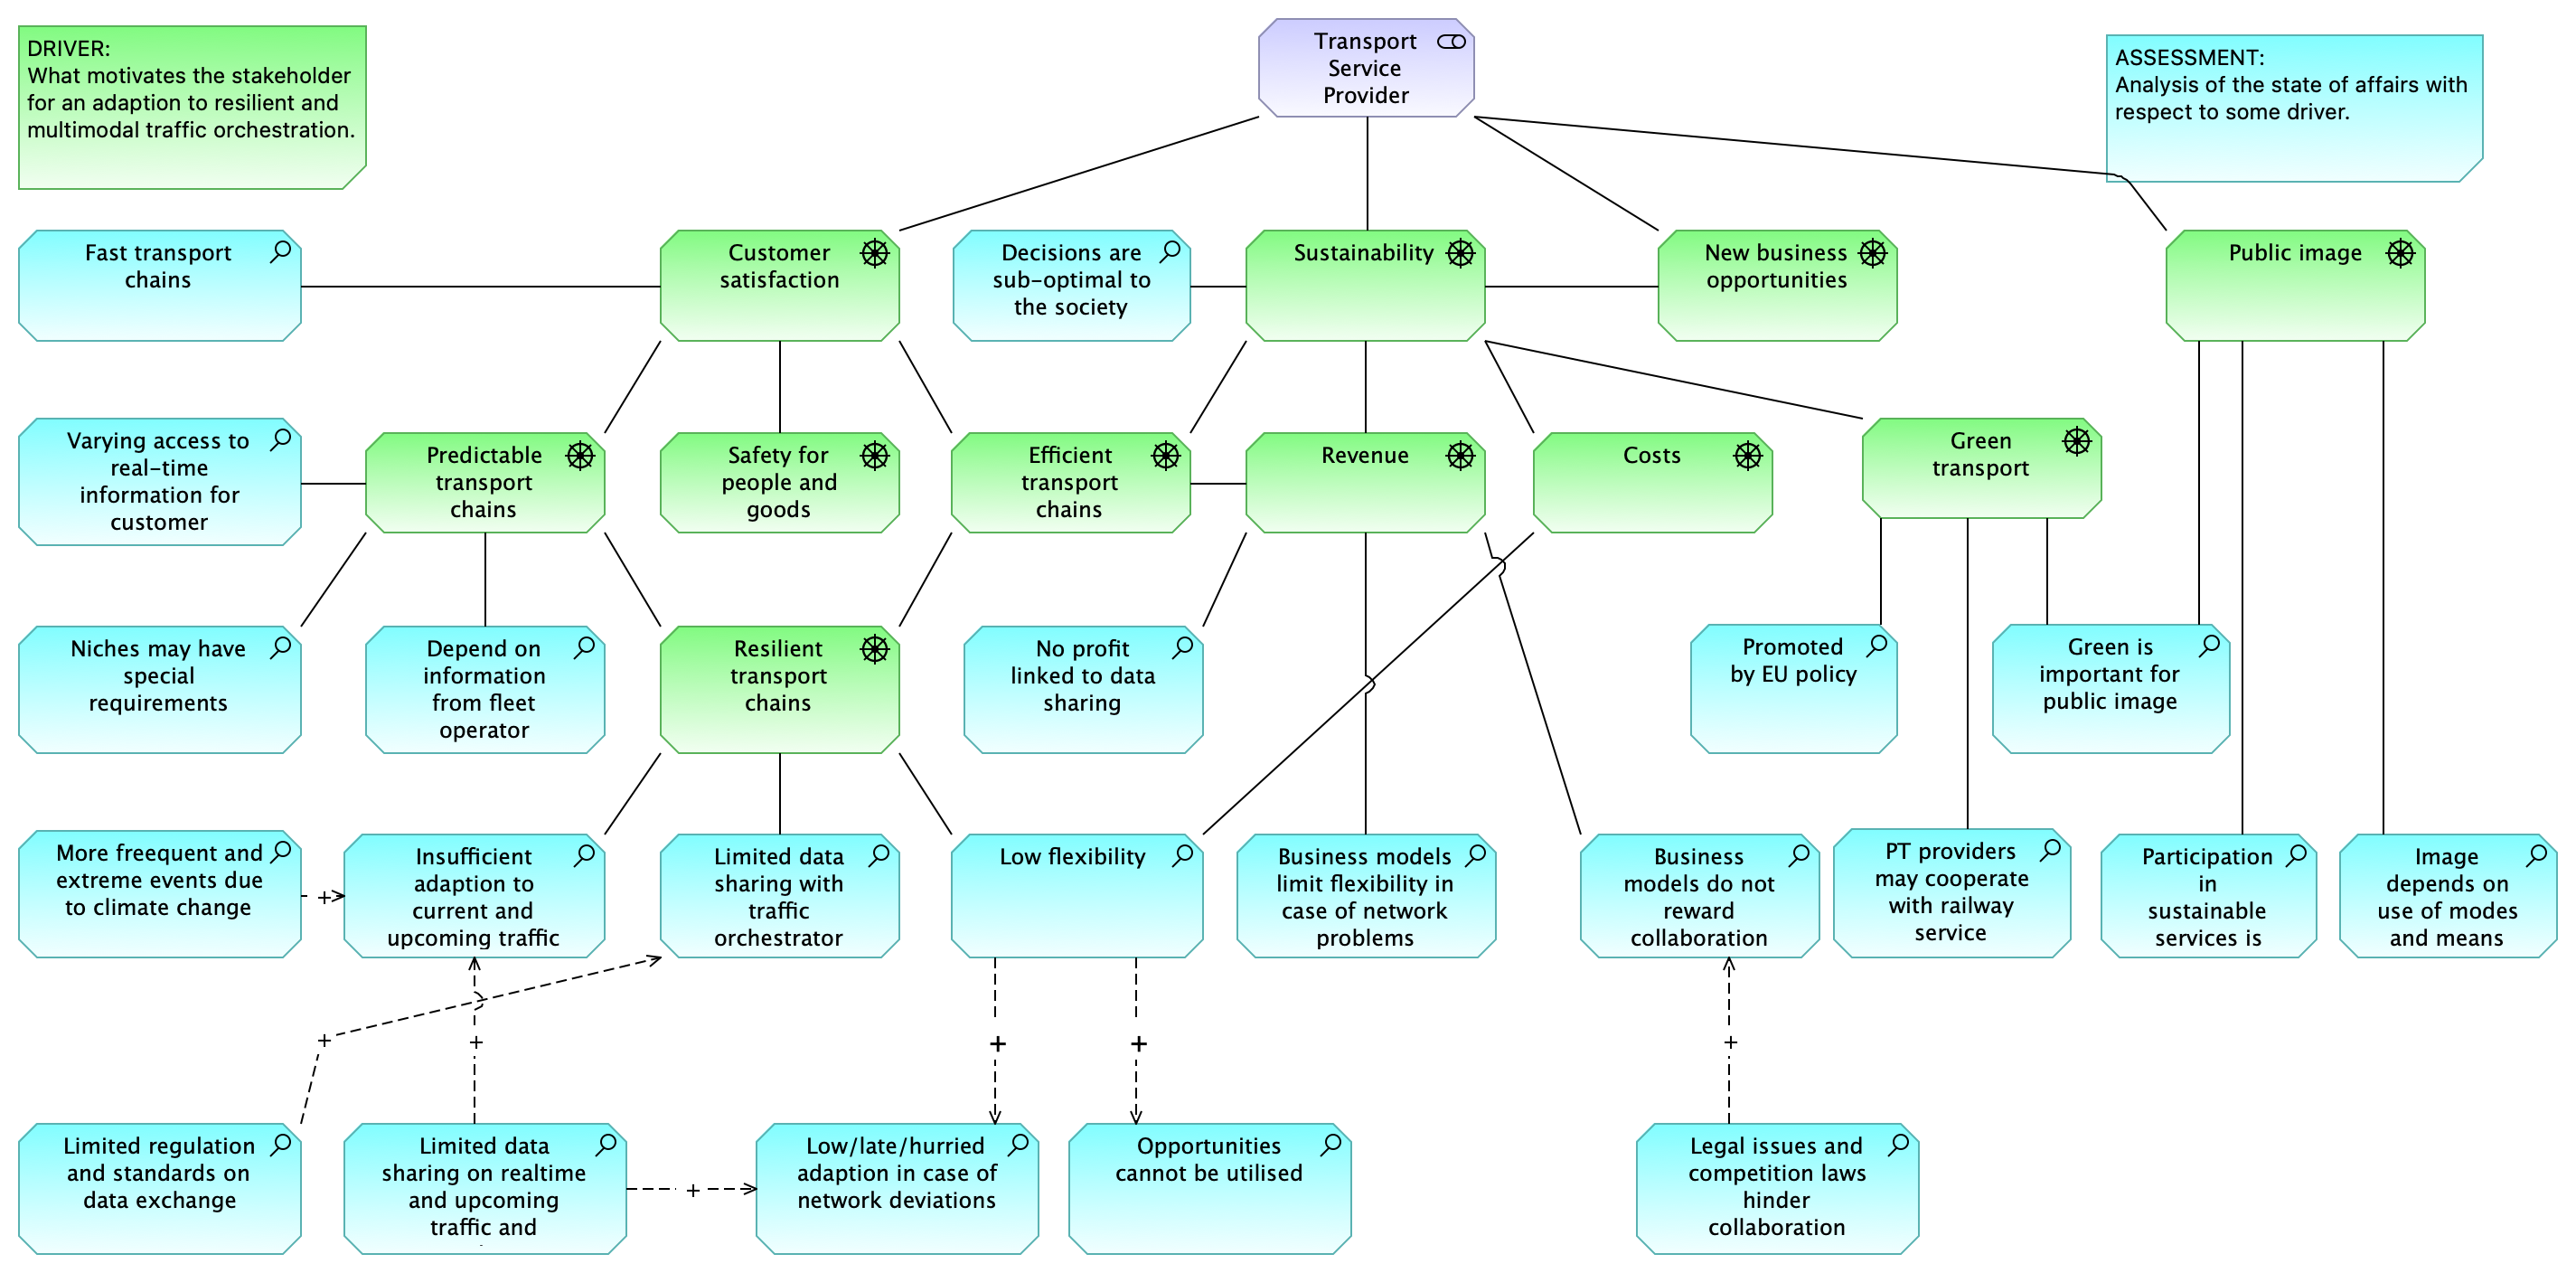 DRIVER:
What motivates the stakeholder
for an adaption to resilient and
multimodal traffic orchestration.
Transport
Service
Provider
ASSESSMENT:
Analysis of the state of affairs with
respect to some driver.
Fast transport
chains
Customer
satisfaction
Decisions are
sub-optimal to
the society
Sustainability
New business
opportunities
Public image
Varying access to
real-time
information for
customer
Predictable
transport
chains
Safety for
people and
goods
Efficient
transport
chains
Revenue
Costs
Green
transport
Niches may have
special
requirements
Depend on
information
from fleet
operator
Resilient
transport
chains
No profit
linked to data
sharing
Promoted
by EU policy
Green is
important for
public image
More freequent and
extreme events due
to climate change
+
Insufficient
adaption to
current and
upcoming traffic
Limited data
sharing with
traffic
orchestrator
Low flexibility
Business models
limit flexibility in
case of network
problems
Business
models do not
reward
collaboration
PT providers
may cooperate
with railway
service
Participation
in
sustainable
services is
Image
depends on
use of modes
and means
+
+
+
+
+
Limited regulation
and standards on
data exchange
Limited data
sharing on realtime
and upcoming
traffic and
+
Low/late/hurried
adaption in case of
network deviations
Opportunities
cannot be utilised
Legal issues and
competition laws
hinder
collaboration